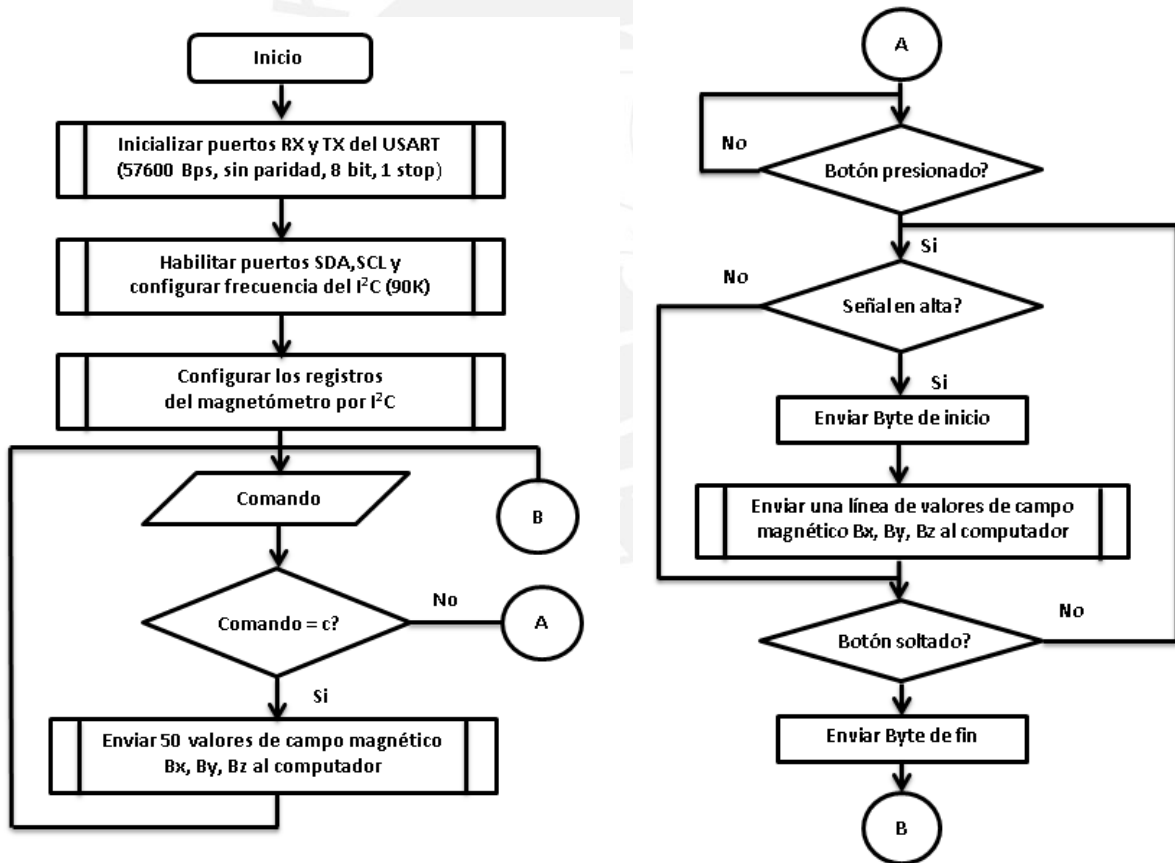 Inicio
Inicializar puertos RX y TX del USART
(57600 Bps, sin paridad, 8 bit, 1 stop)
Habilitar puertos SDA,SCL y
configurar frecuencia del I²C (90K)
Configurar los registros
del magnetómetro por I²C
Comando
B
Comando = c?
No
A
Si
Enviar 50 valores de campo magnético
Bx, By, Bz al computador
A
No
Botón presionado?
Si
No
Señal en alta?
Si
Enviar Byte de inicio
Enviar una línea de valores de campo
magnético Bx, By, Bz al computador
No
Botón soltado?
Enviar Byte de fin
B